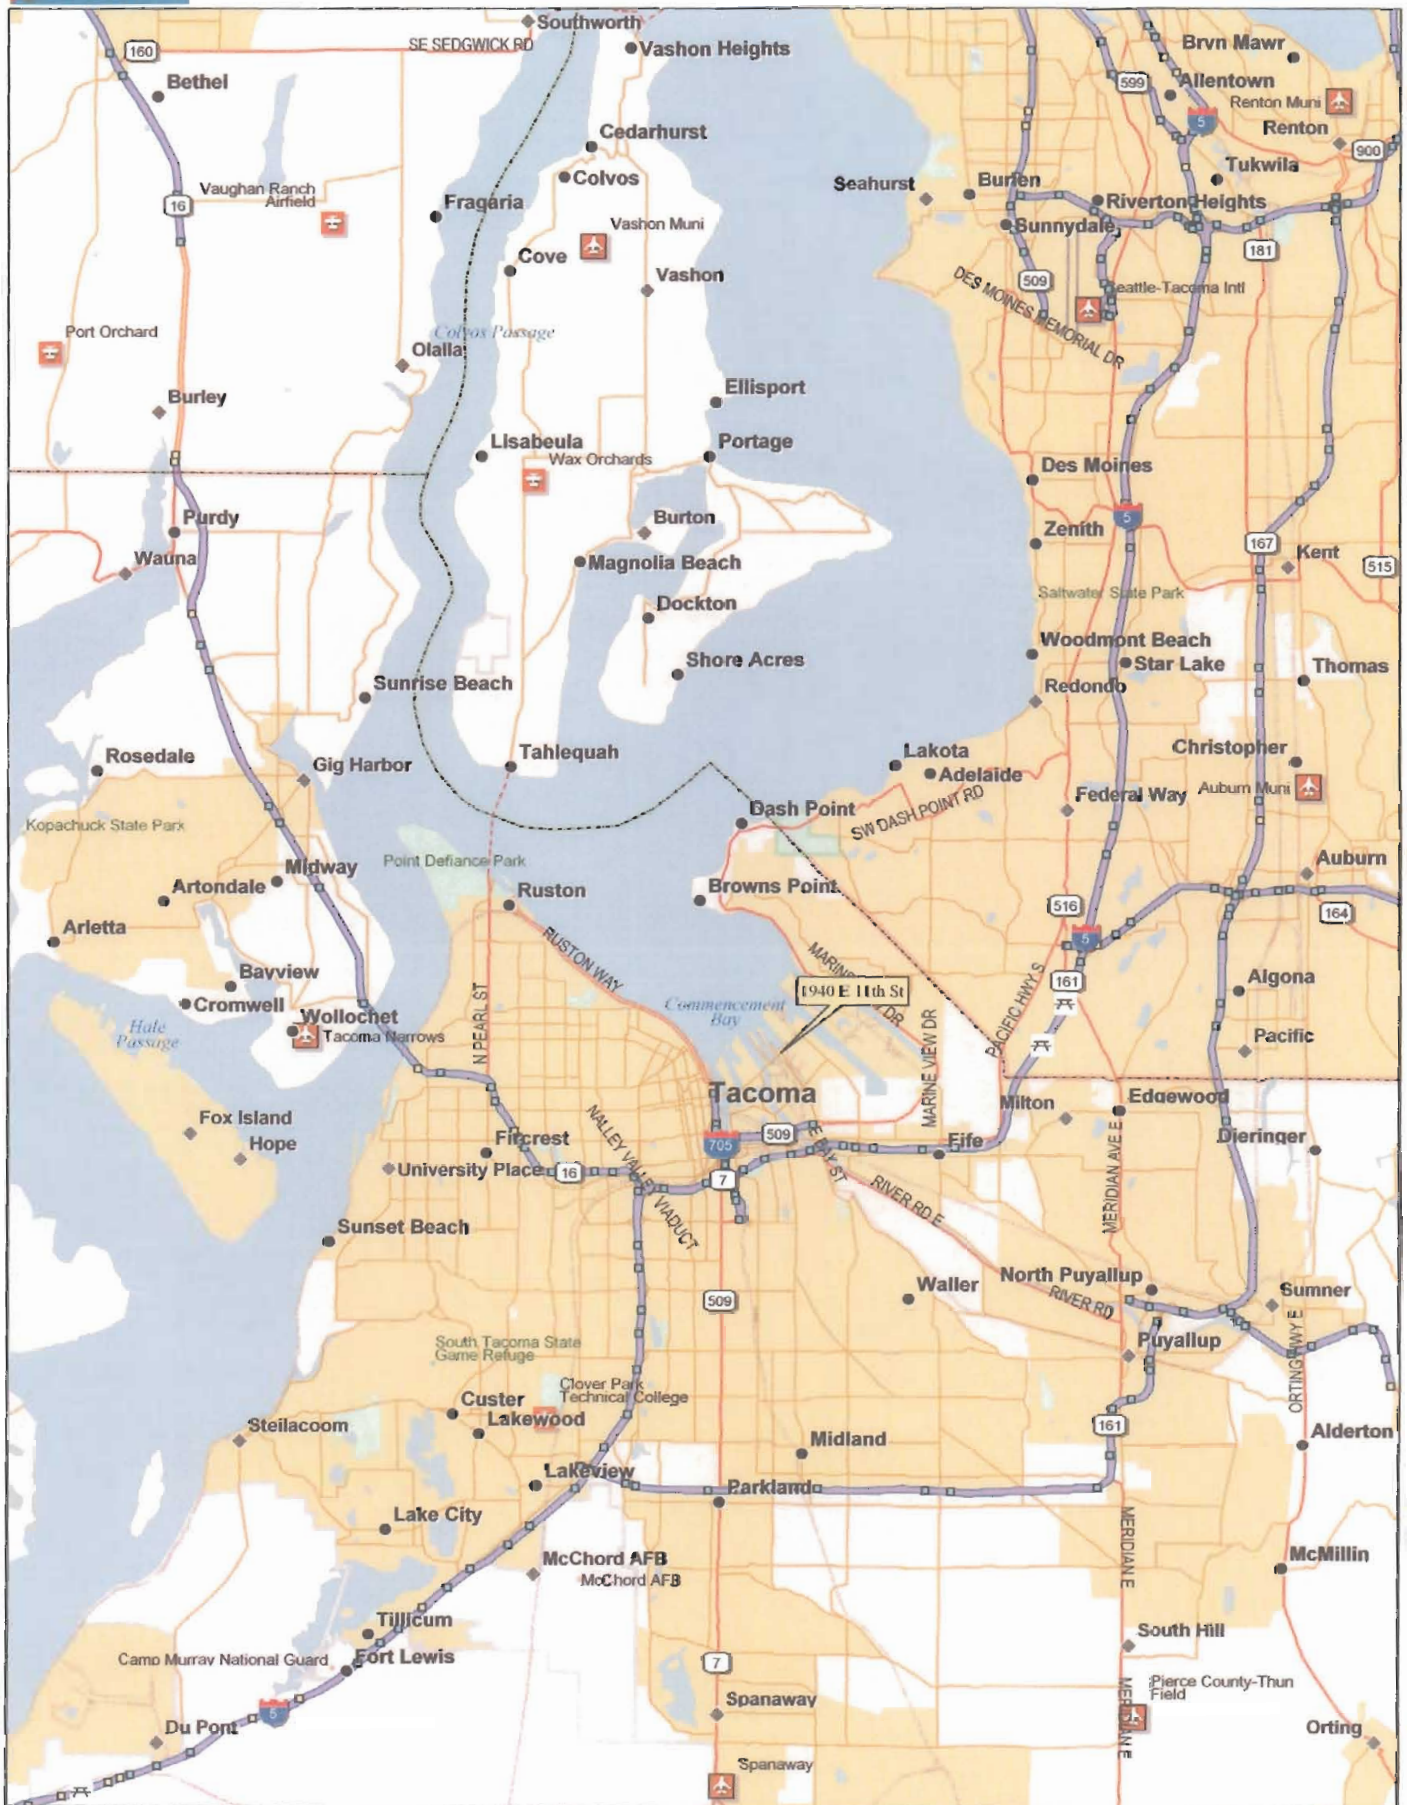 Southworth
SE SEDGWICK RD
Vashon Heights
160
Bethel
Brvn Mawr
599
Allentown
Renton Muni
5
Renton
Cedarhurst
900
Colvos
Tukwila
Seahurst
Burien
Vaughan Ranch
Airfield
16
Fragaria
Riverton Heights
Vashon Muni
Sunnydale
181
Cove
Vashon
509
DES MOINES MEMORIAL DR
Seattle-Tacoma Intl
Port Orchard
Colvos Passage
Olalla
Ellisport
Burley
Lisabeula
Portage
Wax Orchards
Des Moines
Purdy
Burton
5
Zenith
167
Kent
Wauna
Magnolia Beach
515
Saltwater State Park
Dockton
Woodmont Beach
Shore Acres
Star Lake
Thomas
Sunrise Beach
Redondo
Rosedale
Gig Harbor
Tahlequah
Lakota
Christopher
Adelaide
Auburn Muni
Federal Way
Dash Point
SW DASH POINT RD
Kopachuck State Park
Point Defiance Park
Midway
Auburn
Artondale
Ruston
Browns Point
516
164
Arletta
5
RUSTON WAY
Bayview
MARINE VIEW DR
161
Algona
1940 E 11th St
Cromwell
Commencement
Bay
Wollochet
Hale
Passage
Tacoma Narrows
N PEARL ST
PACIFIC HWY S
MARINE VIEW DR
Pacific
Tacoma
Milton
Edgewood
Fox Island
NALLEY VALLEY VIADUCT
509
Dieringer
Hope
Fircrest
705
E BAY ST
Fife
University Place
16
7
MERIDIAN AVE E
RIVER RD E
Sunset Beach
North Puyallup
Waller
RIVER RD
Sumner
509
South Tacoma State
Game Refuge
Puyallup
ORTING HWY E
Clover Park
Technical College
Custer
Lakewood
Steilacoom
161
Midland
Alderton
Lakeview
Parkland
Lake City
MERIDIAN E
McChord AFB
McChord AFB
McMillin
Tillicum
South Hill
Camp Murray National Guard
Fort Lewis
7
Pierce County-Thun
Field
MERIDIAN E
Spanaway
5
Du Pont
Orting
Spanaway